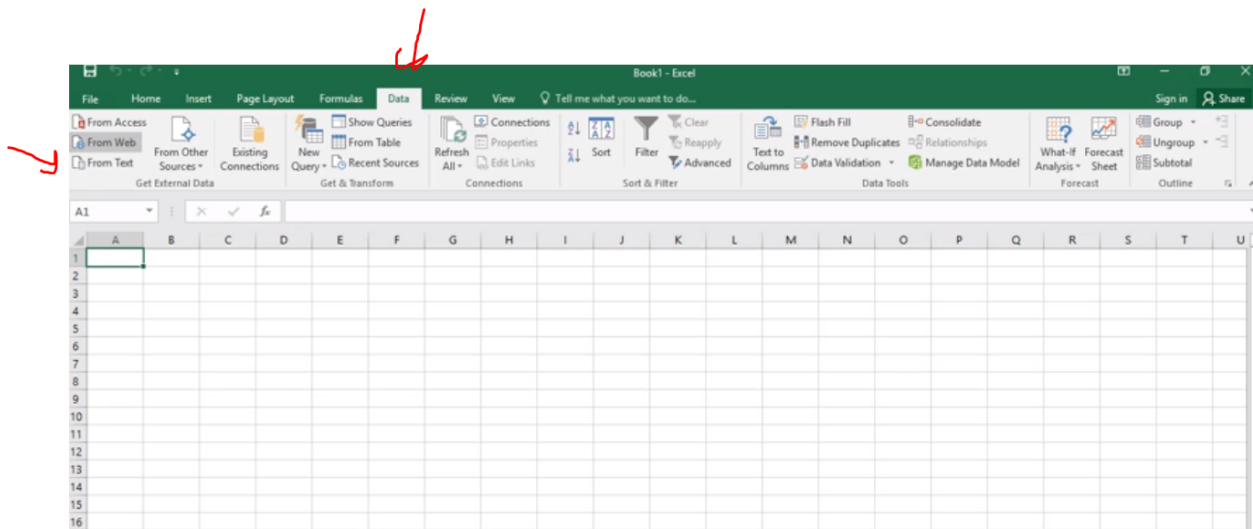 Book1 - Excel
File Home Insert Page Layout Formulas Data Review View Tell me what you want to do... Sign in Share
From Access
From Web
From Text
From Other Sources
Existing Connections
Get External Data
New Query
Show Queries
From Table
Recent Sources
Get & Transform
Refresh All
Connections
Properties
Edit Links
Connections
Sort
Filter
Clear
Reapply
Advanced
Sort & Filter
Text to Columns
Flash Fill
Remove Duplicates
Data Validation
Consolidate
Relationships
Manage Data Model
Data Tools
What-If Analysis
Forecast Sheet
Forecast
Group
Ungroup
Subtotal
Outline
A1 fx
A B C D E F G H I J K L M N O P Q R S T U
1
2
3
4
5
6
7
8
9
10
11
12
13
14
15
16